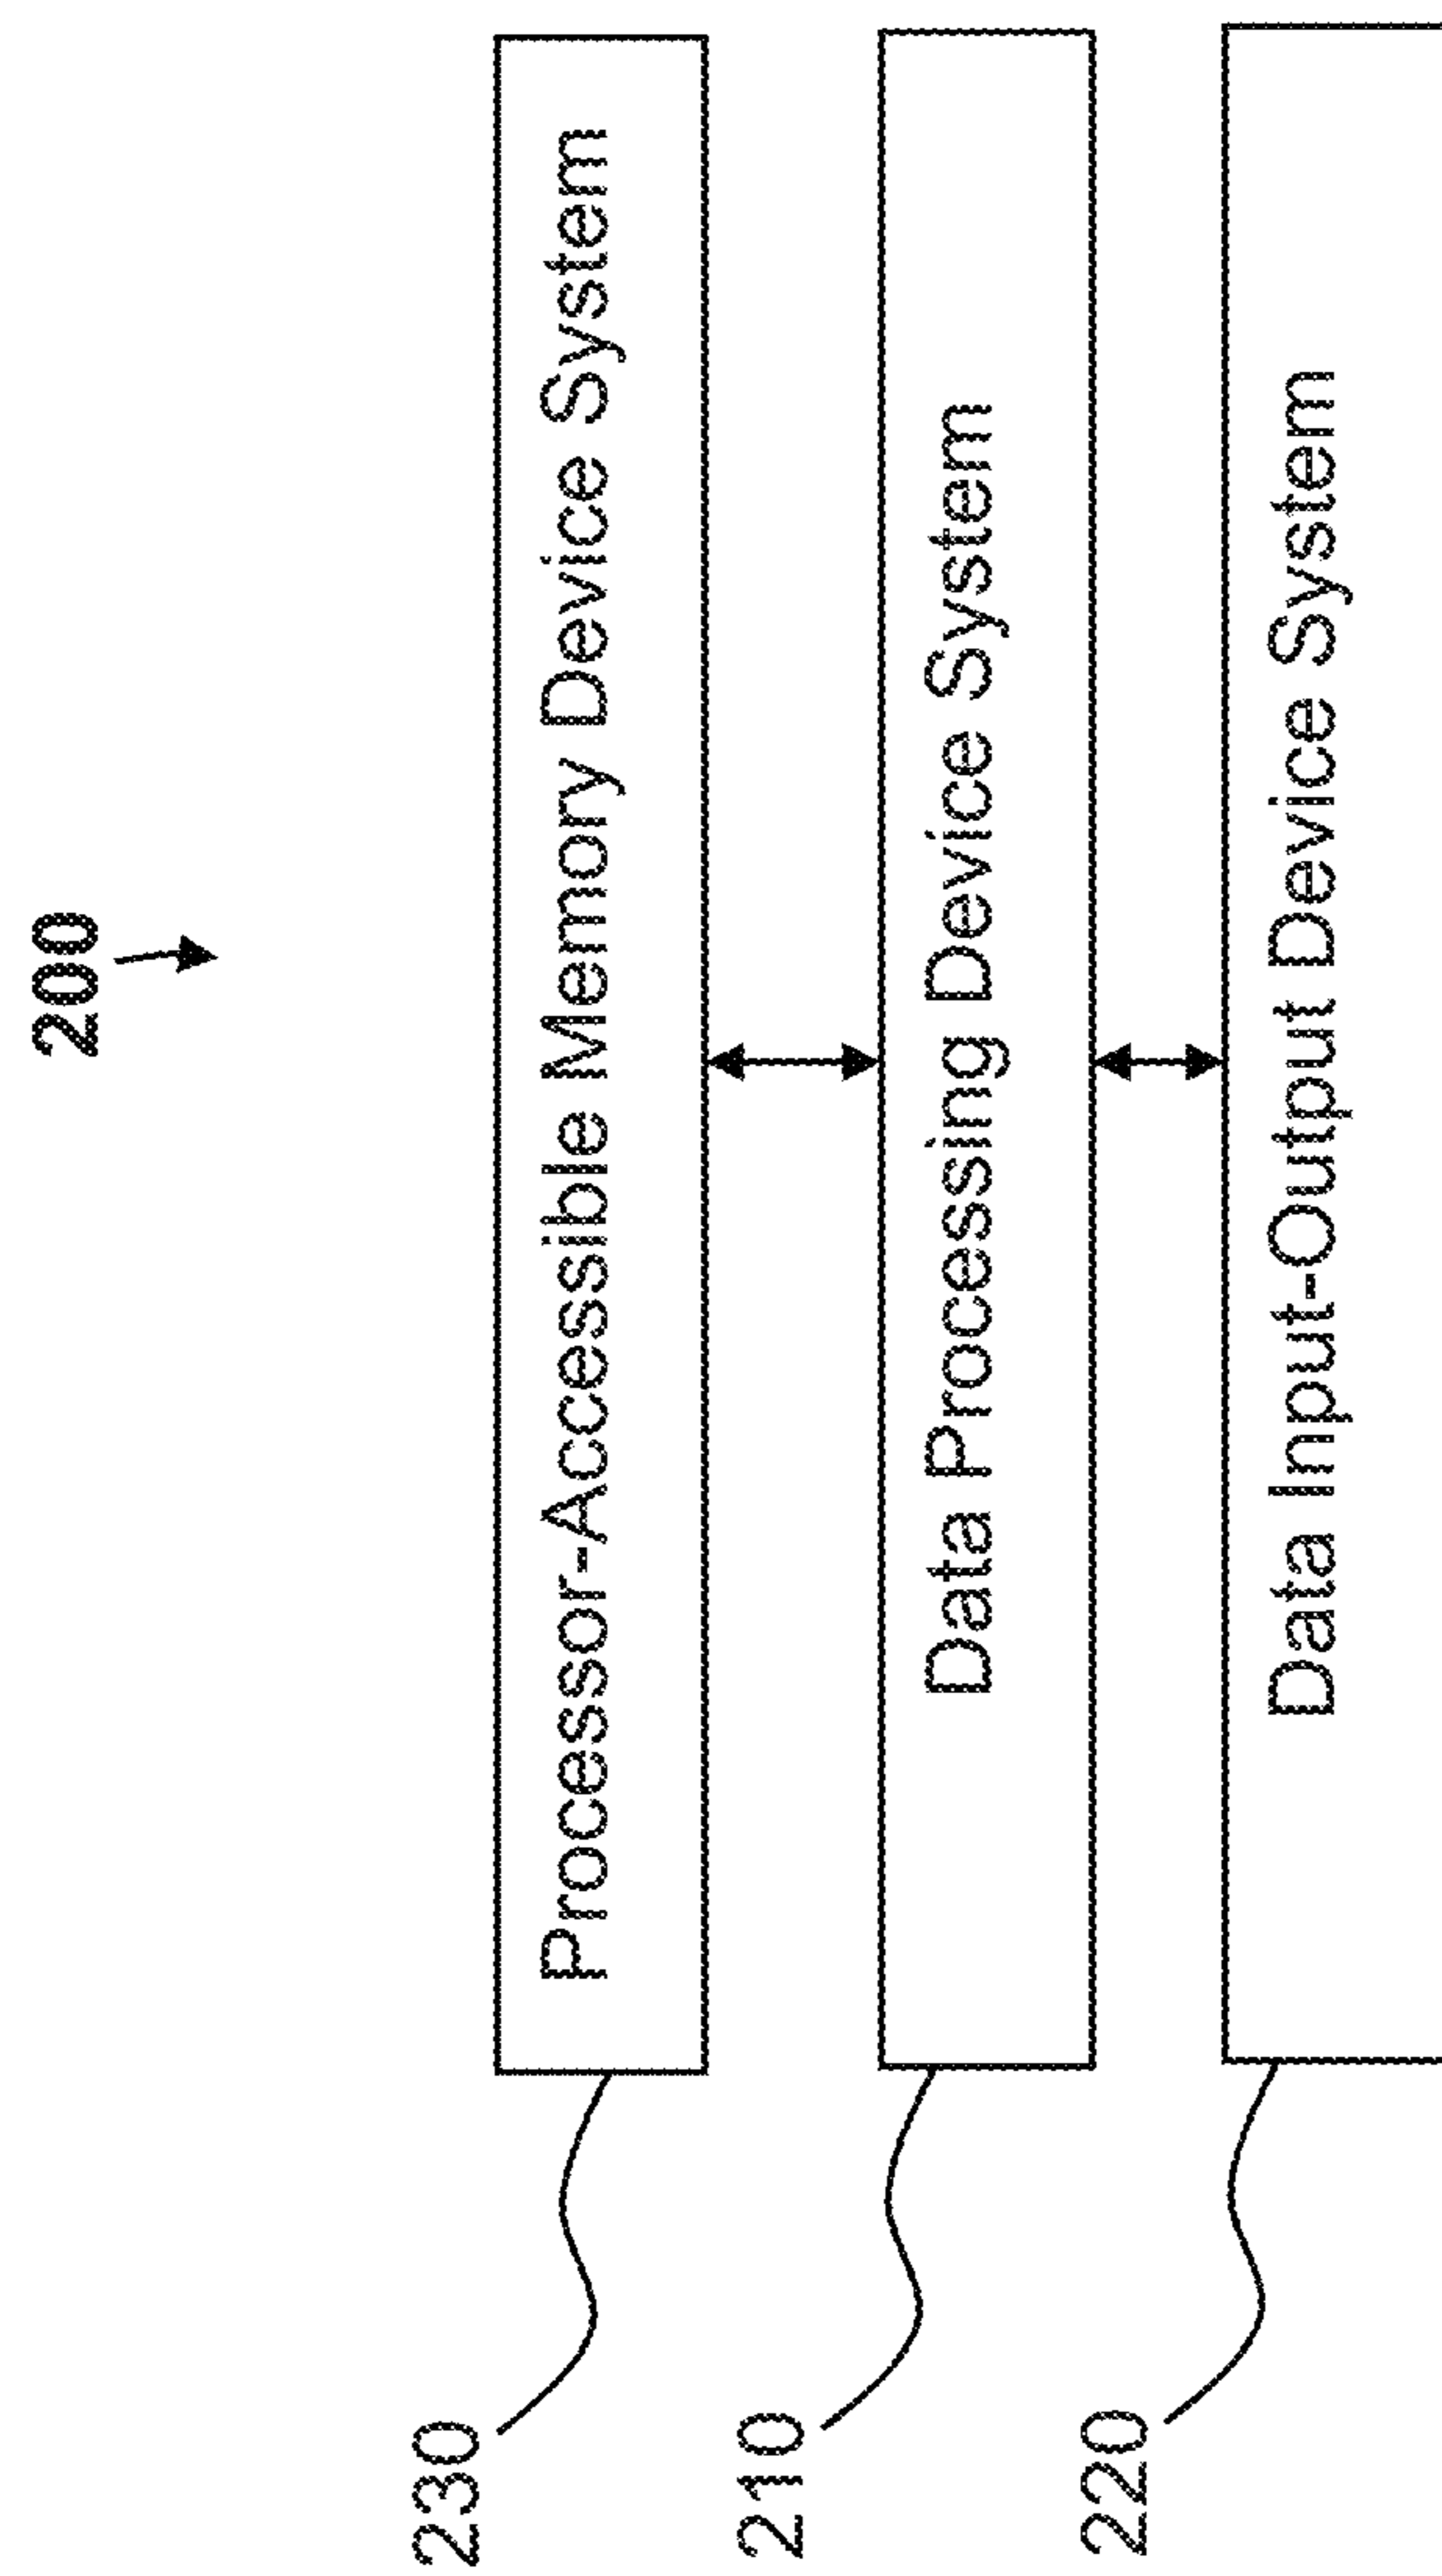 200
230
Processor-Accessible Memory Device System
210
Data Processing Device System
220
Data Input-Output Device System